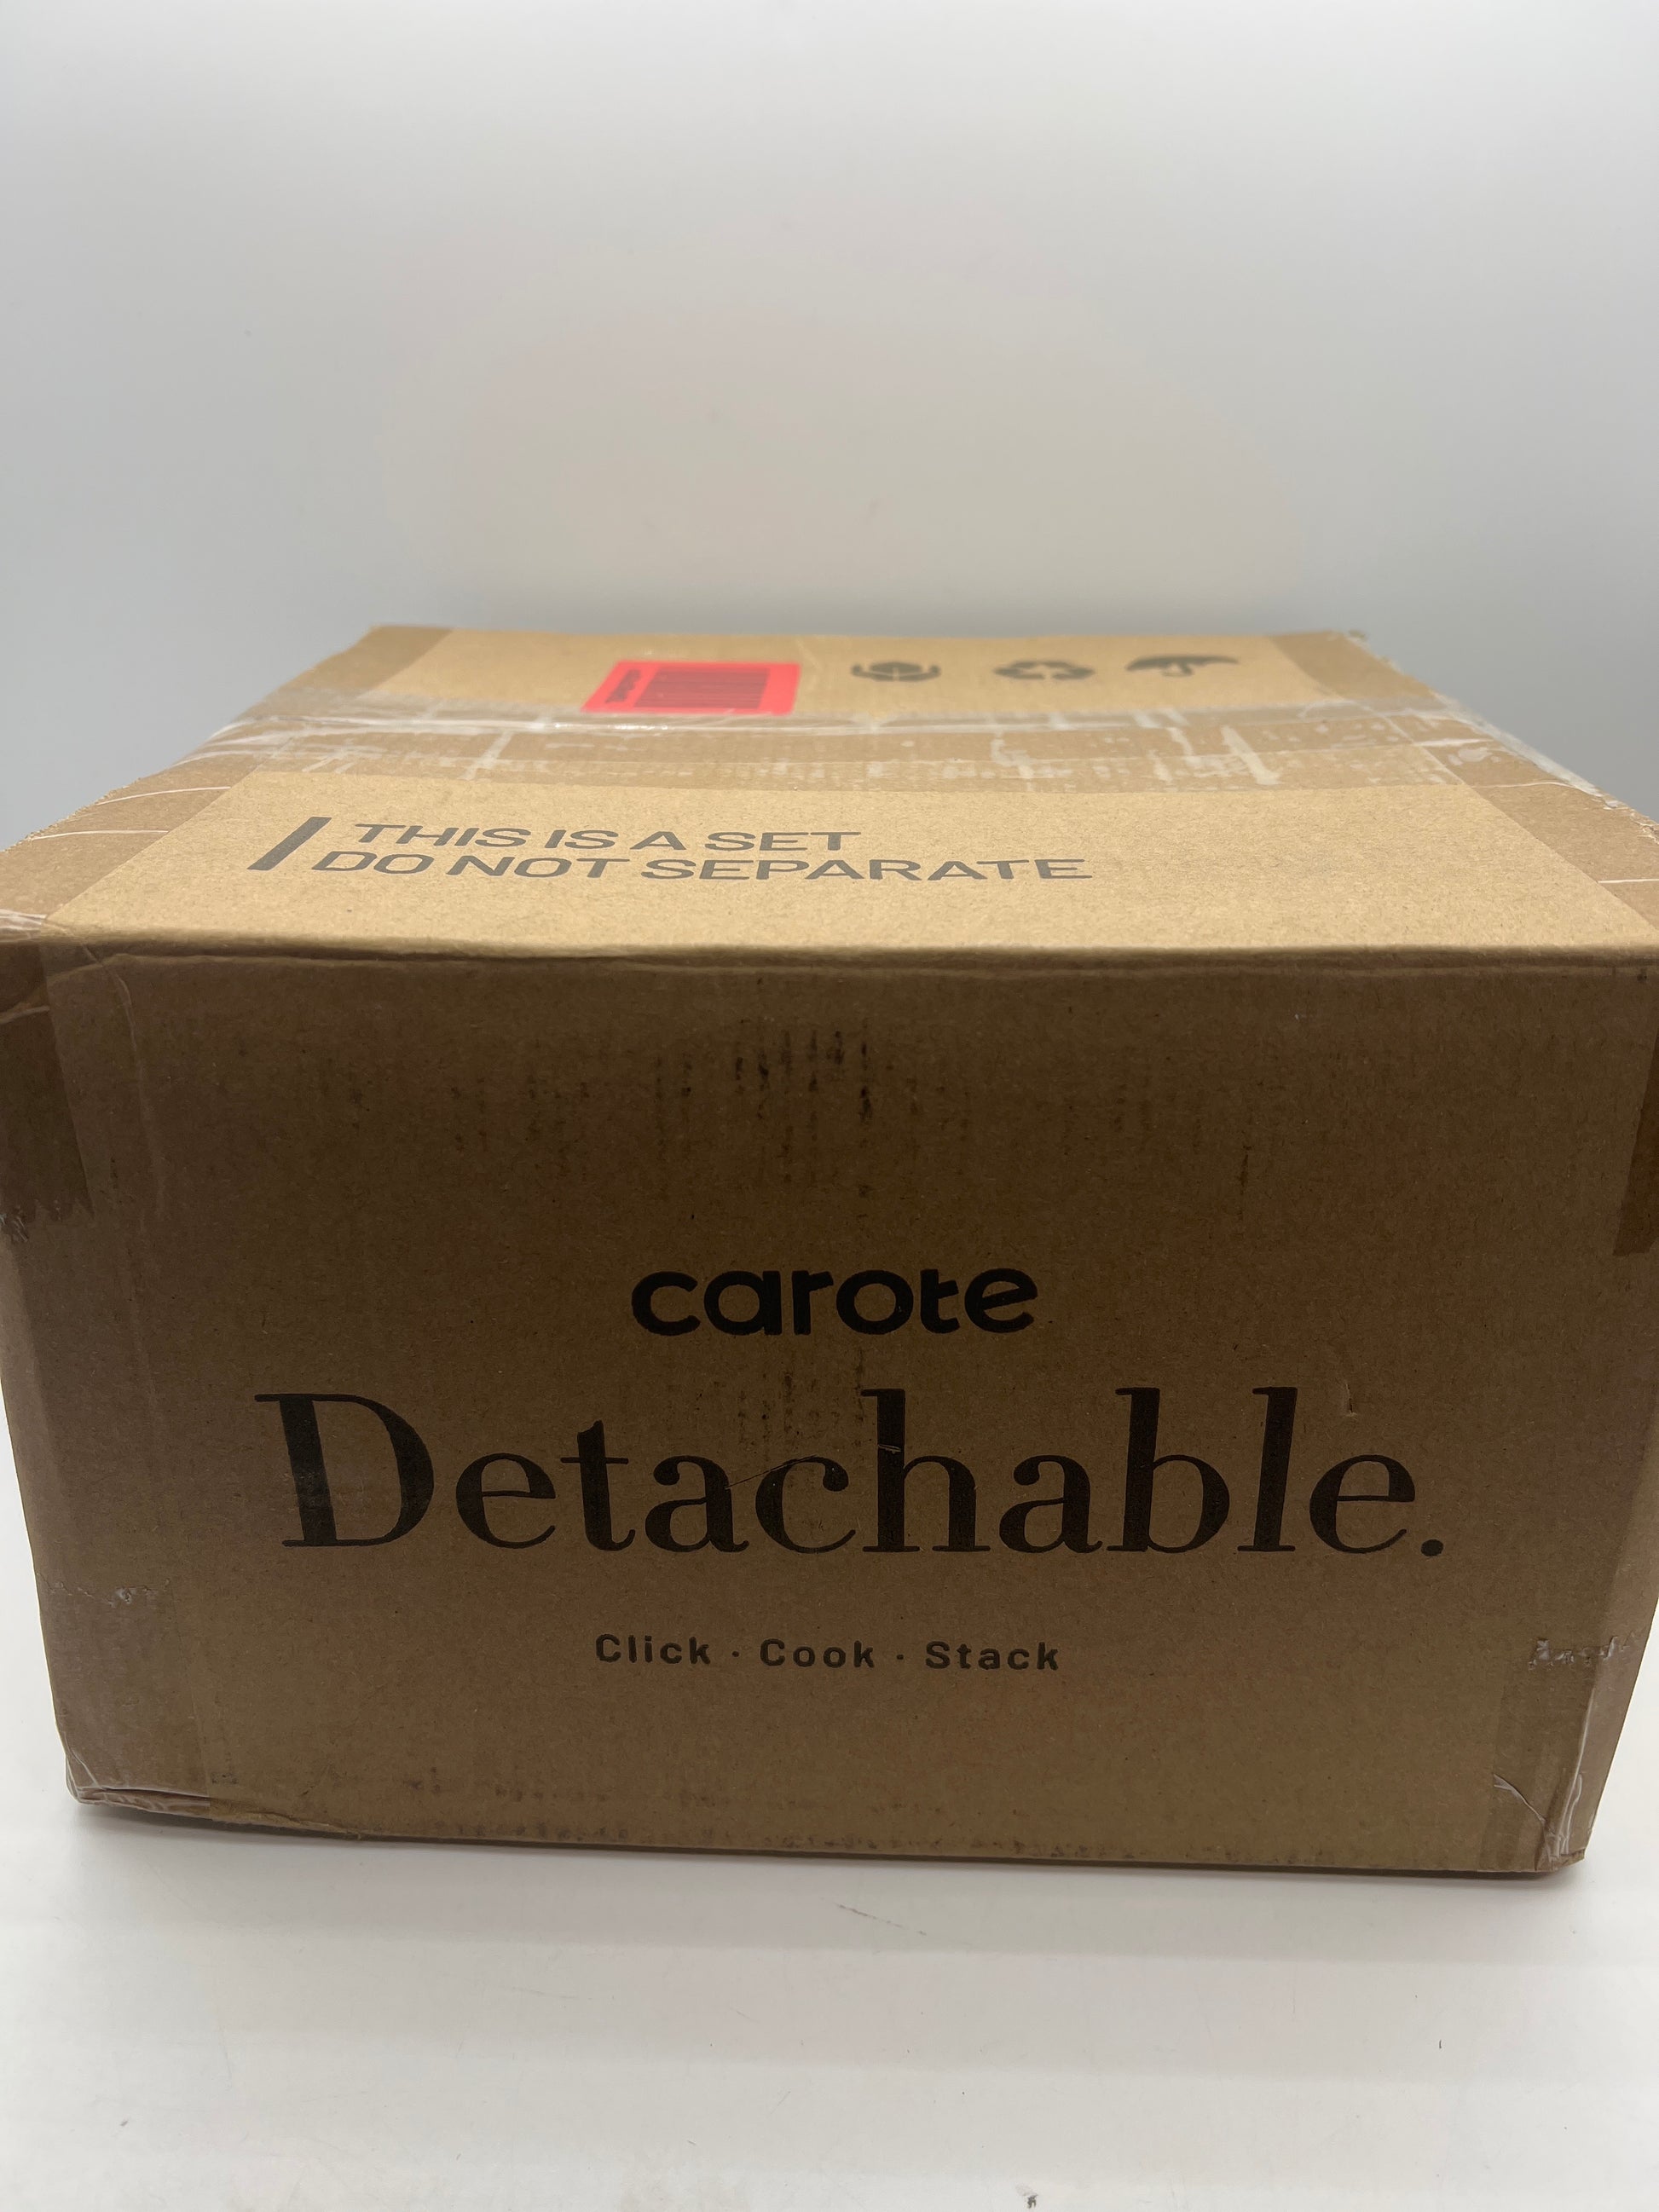 THIS IS A SET
DO NOT SEPARATE
carote
Detachable.
Click · Cook · Stack